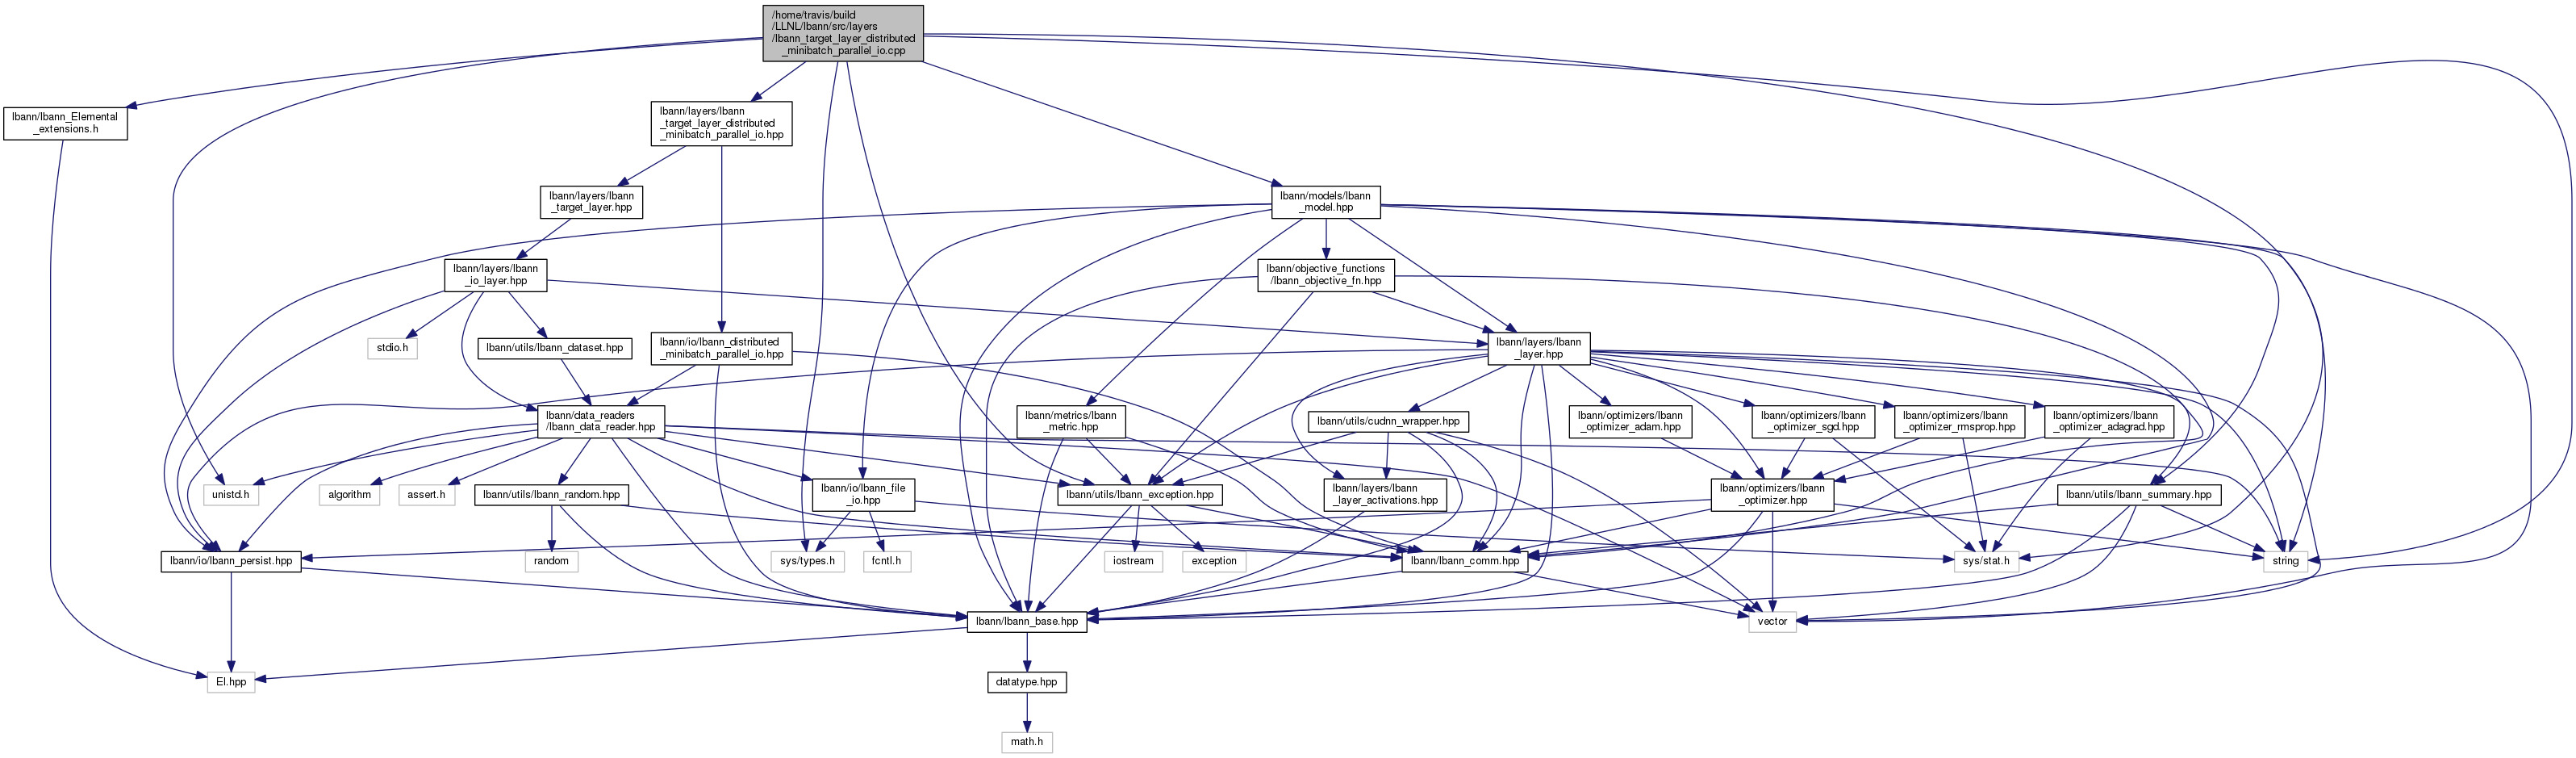 /home/travis/build
/LLNL/lbann/src/layers
/lbann_target_layer_distributed
_minibatch_parallel_io.cpp
lbann/lbann_Elemental
_extensions.h
lbann/layers/lbann
_target_layer_distributed
_minibatch_parallel_io.hpp
lbann/layers/lbann
_target_layer.hpp
lbann/models/lbann
_model.hpp
lbann/layers/lbann
_io_layer.hpp
lbann/objective_functions
/lbann_objective_fn.hpp
stdio.h
lbann/utils/lbann_dataset.hpp
lbann/io/lbann_distributed
_minibatch_parallel_io.hpp
lbann/layers/lbann
_layer.hpp
lbann/data_readers
/lbann_data_reader.hpp
lbann/metrics/lbann
_metric.hpp
lbann/utils/cudnn_wrapper.hpp
lbann/optimizers/lbann
_optimizer_adam.hpp
lbann/optimizers/lbann
_optimizer_sgd.hpp
lbann/optimizers/lbann
_optimizer_rmsprop.hpp
lbann/optimizers/lbann
_optimizer_adagrad.hpp
unistd.h
algorithm
assert.h
lbann/utils/lbann_random.hpp
lbann/io/lbann_file
_io.hpp
lbann/utils/lbann_exception.hpp
lbann/layers/lbann
_layer_activations.hpp
lbann/optimizers/lbann
_optimizer.hpp
lbann/utils/lbann_summary.hpp
lbann/io/lbann_persist.hpp
random
sys/types.h
fcntl.h
iostream
exception
lbann/lbann_comm.hpp
sys/stat.h
string
lbann/lbann_base.hpp
vector
El.hpp
datatype.hpp
math.h